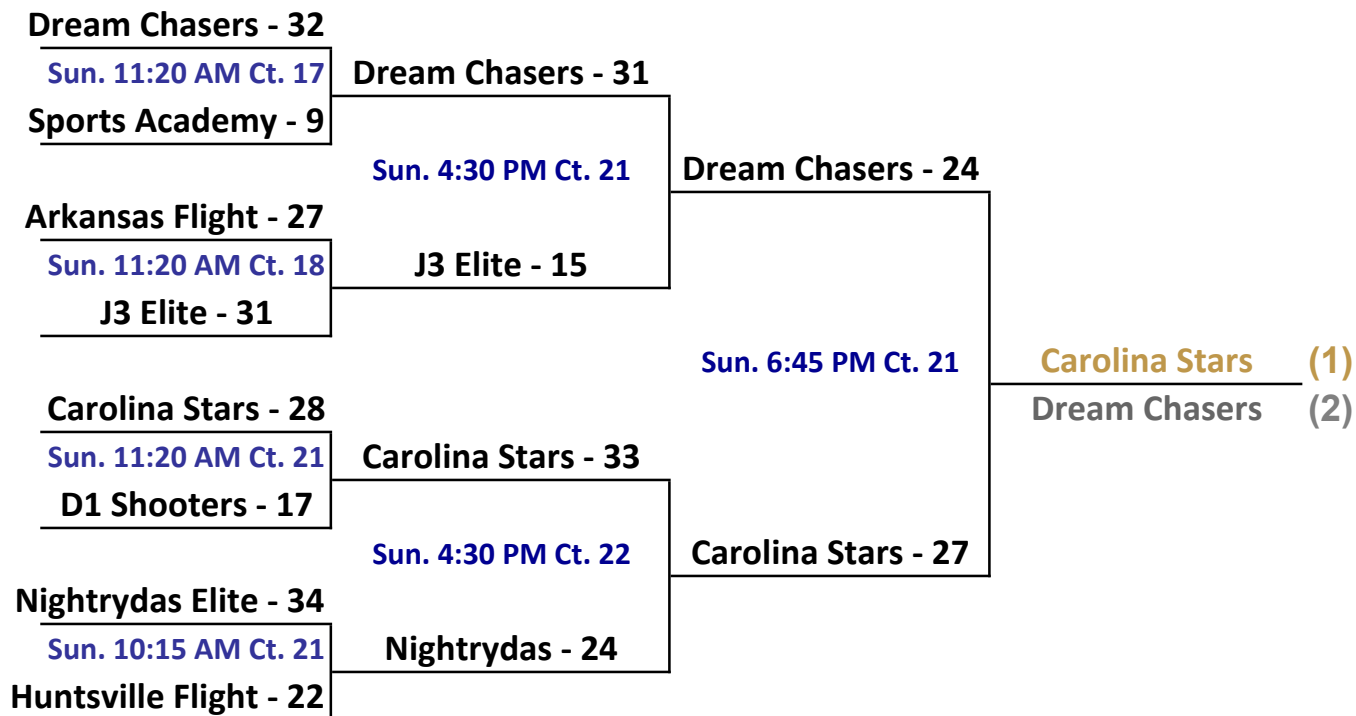 Dream Chasers - 32
Sun. 11:20 AM Ct. 17
Dream Chasers - 31
Sports Academy - 9
Sun. 4:30 PM Ct. 21
Dream Chasers - 24
Arkansas Flight - 27
Sun. 11:20 AM Ct. 18
J3 Elite - 15
J3 Elite - 31
Sun. 6:45 PM Ct. 21
Carolina Stars (1)
Dream Chasers (2)
Carolina Stars - 28
Sun. 11:20 AM Ct. 21
Carolina Stars - 33
D1 Shooters - 17
Sun. 4:30 PM Ct. 22
Carolina Stars - 27
Nightrydas Elite - 34
Sun. 10:15 AM Ct. 21
Nightrydas - 24
Huntsville Flight - 22